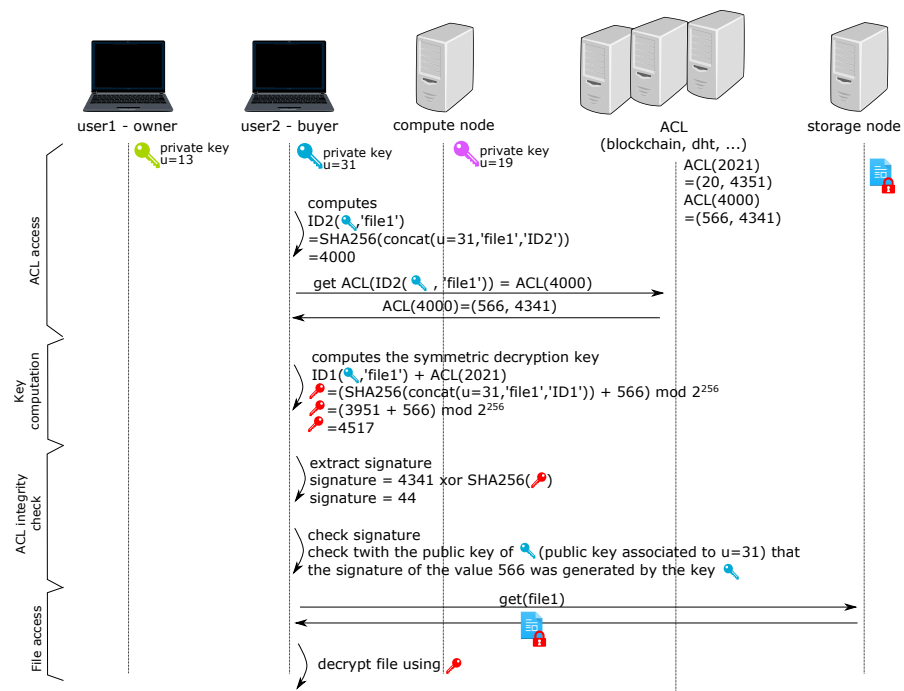 user1 - owner
user2 - buyer
compute node
ACL
(blockchain, dht, ...)
storage node
private key
u=13
private key
u=31
private key
u=19
ACL(2021)
=(20, 4351)
ACL(4000)
=(566, 4341)
ACL access
computes
ID2( ,'file1')
=SHA256(concat(u=31,'file1','ID2'))
=4000
get ACL(ID2( , 'file1')) = ACL(4000)
ACL(4000)=(566, 4341)
Key
computation
computes the symmetric decryption key
ID1( ,'file1') + ACL(2021)
=(SHA256(concat(u=31,'file1','ID1')) + 566) mod 2²⁵⁶
=(3951 + 566) mod 2²⁵⁶
=4517
ACL integrity
check
extract signature
signature = 4341 xor SHA256( )
signature = 44
check signature
check twith the public key of (public key associated to u=31) that
the signature of the value 566 was generated by the key
File access
get(file1)
decrypt file using